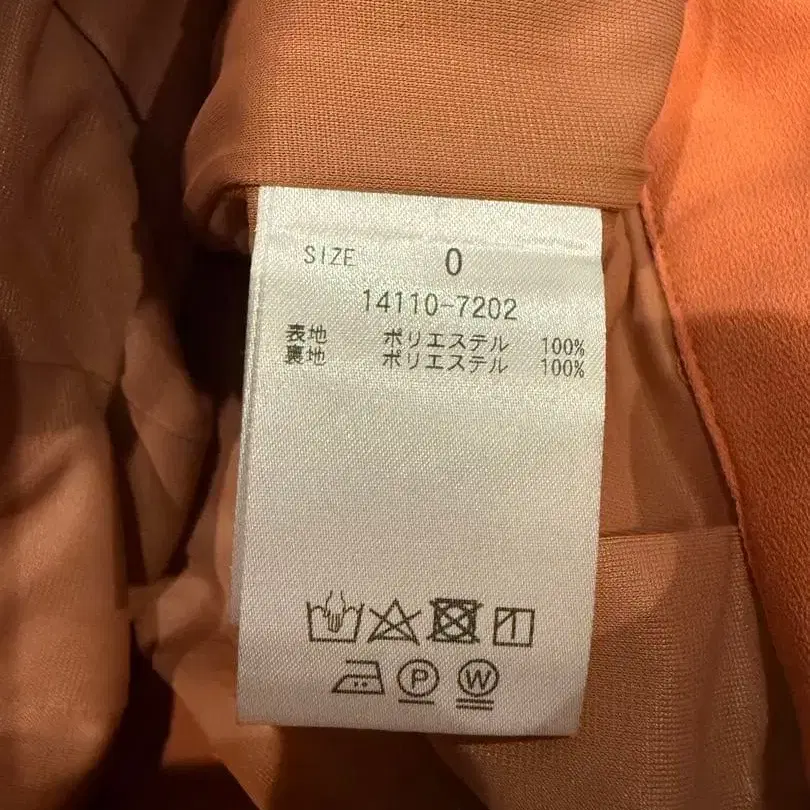 SIZE 0
14110-7202
表地 ポリエステル 100%
裏地 ポリエステル 100%
P W